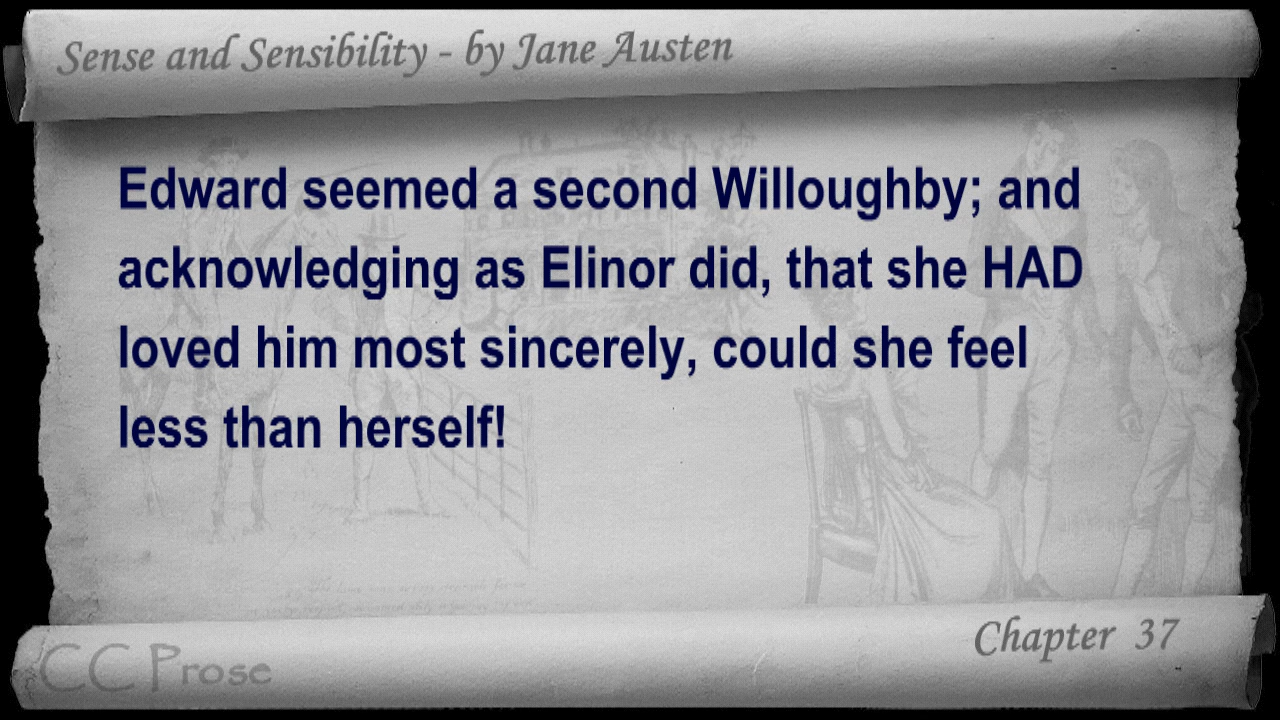 Sense and Sensibility - by Jane Austen
Edward seemed a second Willoughby; and
acknowledging as Elinor did, that she HAD
loved him most sincerely, could she feel
less than herself!
Chapter 37
CC Prose